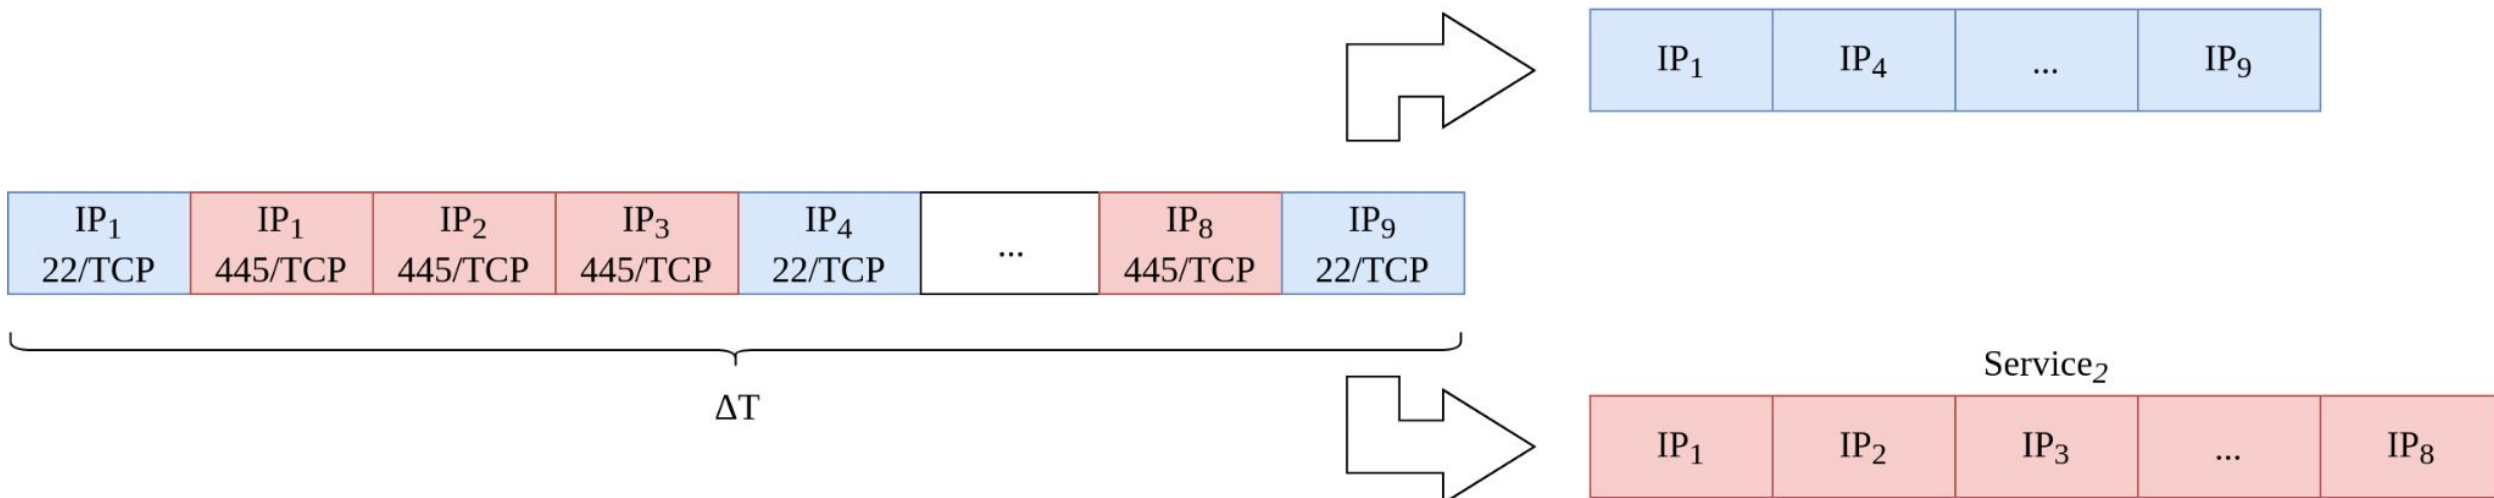 IP₁ IP₄ ... IP₉
IP₁ IP₁ IP₂ IP₃ IP₄ ... IP₈ IP₉
22/TCP 445/TCP 445/TCP 445/TCP 22/TCP 445/TCP 22/TCP
ΔT
Service₂
IP₁ IP₂ IP₃ ... IP₈